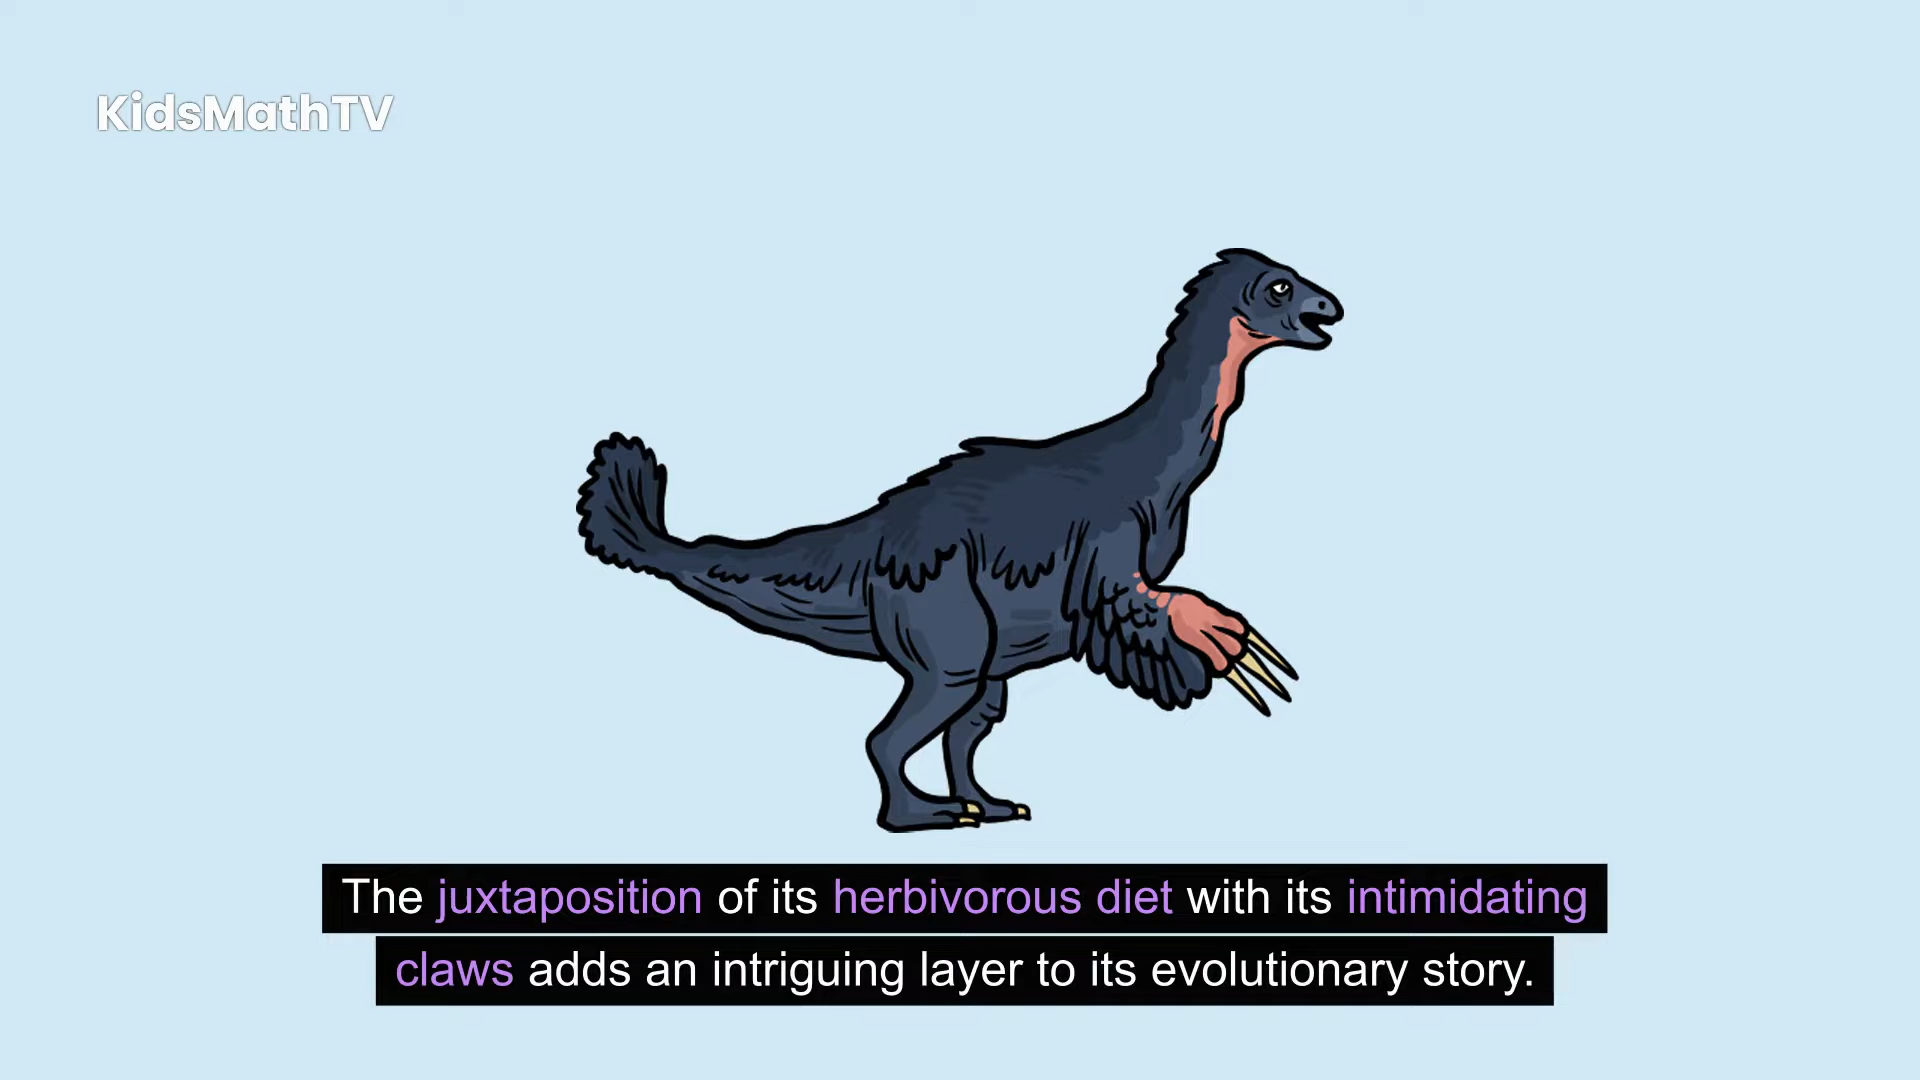 KidsMathTV
The juxtaposition of its herbivorous diet with its intimidating
claws adds an intriguing layer to its evolutionary story.